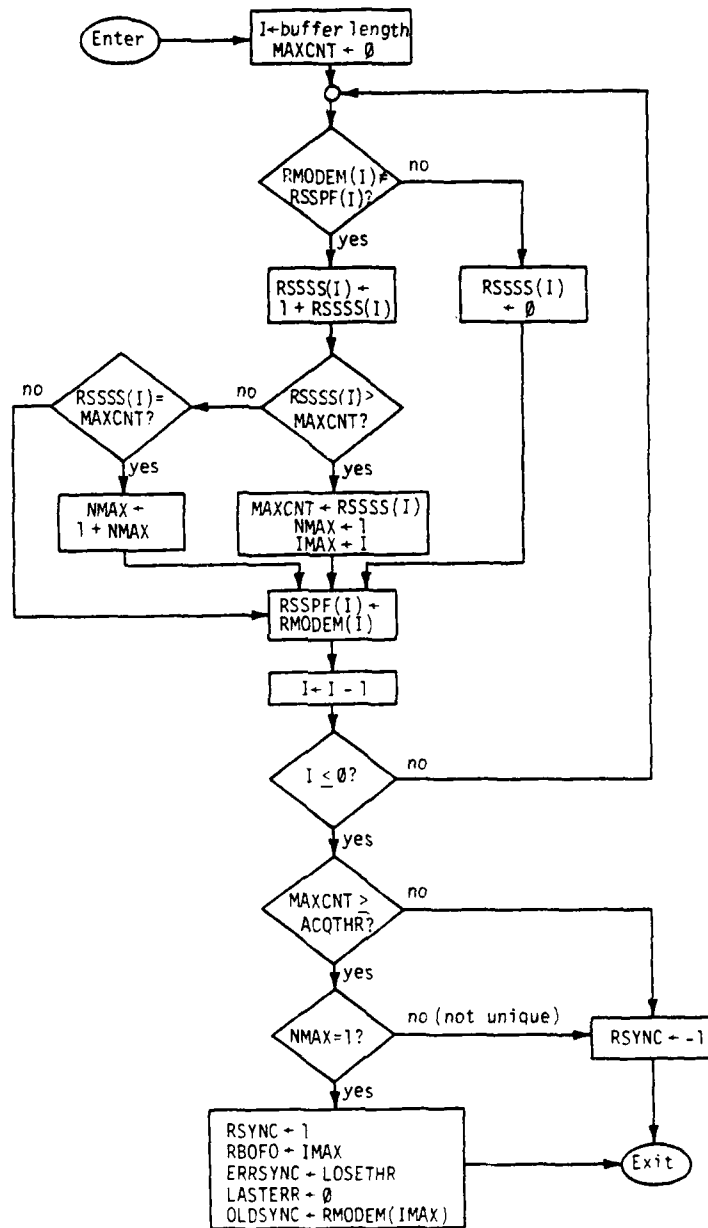 Enter
I←buffer length
MAXCNT ← Ø
RMODEM(I)≠
RSSPF(I)?
no
yes
RSSSS(I) ←
1 + RSSSS(I)
RSSSS(I)
← Ø
no
RSSSS(I)=
MAXCNT?
no
RSSSS(I)>
MAXCNT?
yes
yes
NMAX ←
1 + NMAX
MAXCNT ← RSSSS(I)
NMAX ← 1
IMAX ← I
RSSPF(I) ←
RMODEM(I)
I ← I - 1
I ≤ Ø?
no
yes
MAXCNT ≥
ACQTHR?
no
yes
NMAX=1?
no (not unique)
RSYNC ← -1
yes
RSYNC ← 1
RBOFO ← IMAX
ERRSYNC ← LOSETHR
LASTERR ← Ø
OLDSYNC ← RMODEM(IMAX)
Exit